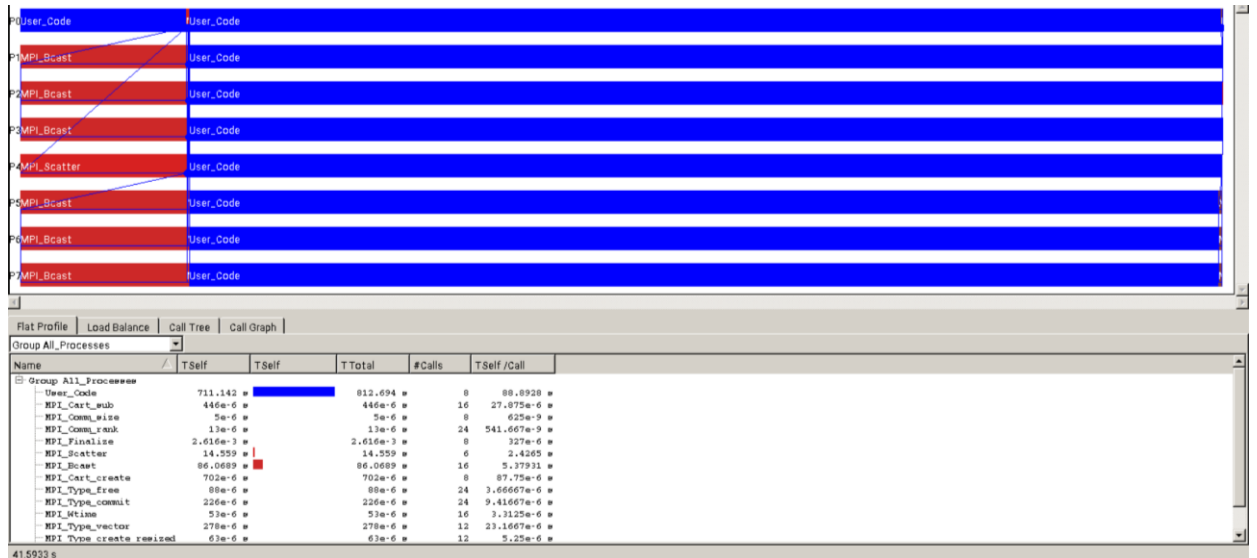 P0 User_Code User_Code
P1 MPI_Bcast User_Code
P2 MPI_Bcast User_Code
P3 MPI_Bcast User_Code
P4 MPI_Scatter User_Code
P5 MPI_Bcast User_Code
P6 MPI_Bcast User_Code
P7 MPI_Bcast User_Code
Flat Profile Load Balance Call Tree Call Graph
Group All_Processes
Name TSelf TSelf TTotal #Calls TSelf /Call
Group All_Processes
User_Code 711.142 s 812.694 s 8 88.8928 s
MPI_Cart_sub 446e-6 s 446e-6 s 16 27.875e-6 s
MPI_Comm_size 5e-6 s 5e-6 s 8 625e-9 s
MPI_Comm_rank 13e-6 s 13e-6 s 24 541.667e-9 s
MPI_Finalize 2.616e-3 s 2.616e-3 s 8 327e-6 s
MPI_Scatter 14.559 s 14.559 s 6 2.4265 s
MPI_Bcast 86.0689 s 86.0689 s 16 5.37931 s
MPI_Cart_create 702e-6 s 702e-6 s 8 87.75e-6 s
MPI_Type_free 88e-6 s 88e-6 s 24 3.66667e-6 s
MPI_Type_commit 226e-6 s 226e-6 s 24 9.41667e-6 s
MPI_Wtime 53e-6 s 53e-6 s 16 3.3125e-6 s
MPI_Type_vector 278e-6 s 278e-6 s 12 23.1667e-6 s
MPI_Type_create_resized 63e-6 s 63e-6 s 12 5.25e-6 s
41.5933 s